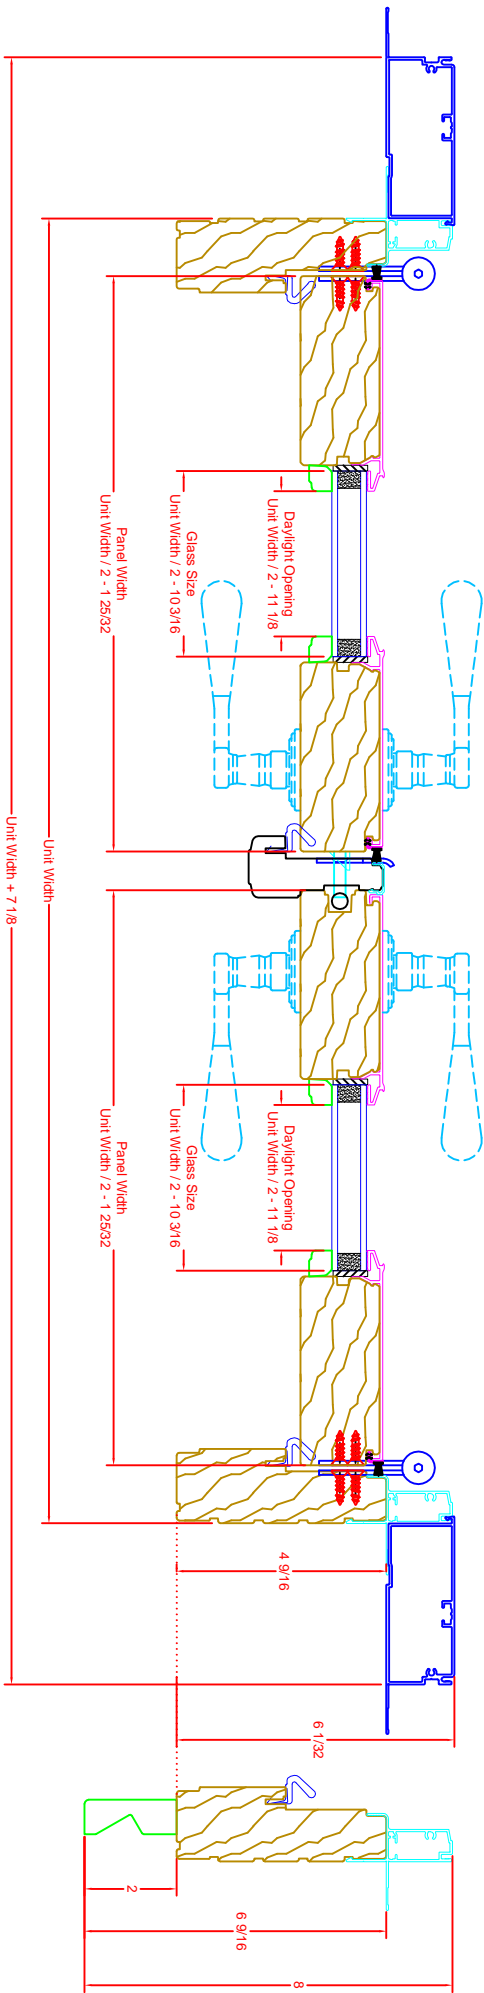 Daylight Opening
Unit Width / 2 - 11 1/8
Glass Size
Unit Width / 2 - 10 3/16
Panel Width
Unit Width / 2 - 1 25/32
Unit Width
Unit Width + 7 1/8
Daylight Opening
Unit Width / 2 - 11 1/8
Glass Size
Unit Width / 2 - 10 3/16
Panel Width
Unit Width / 2 - 1 25/32
4 9/16
6 1/32
2
6 9/16
8